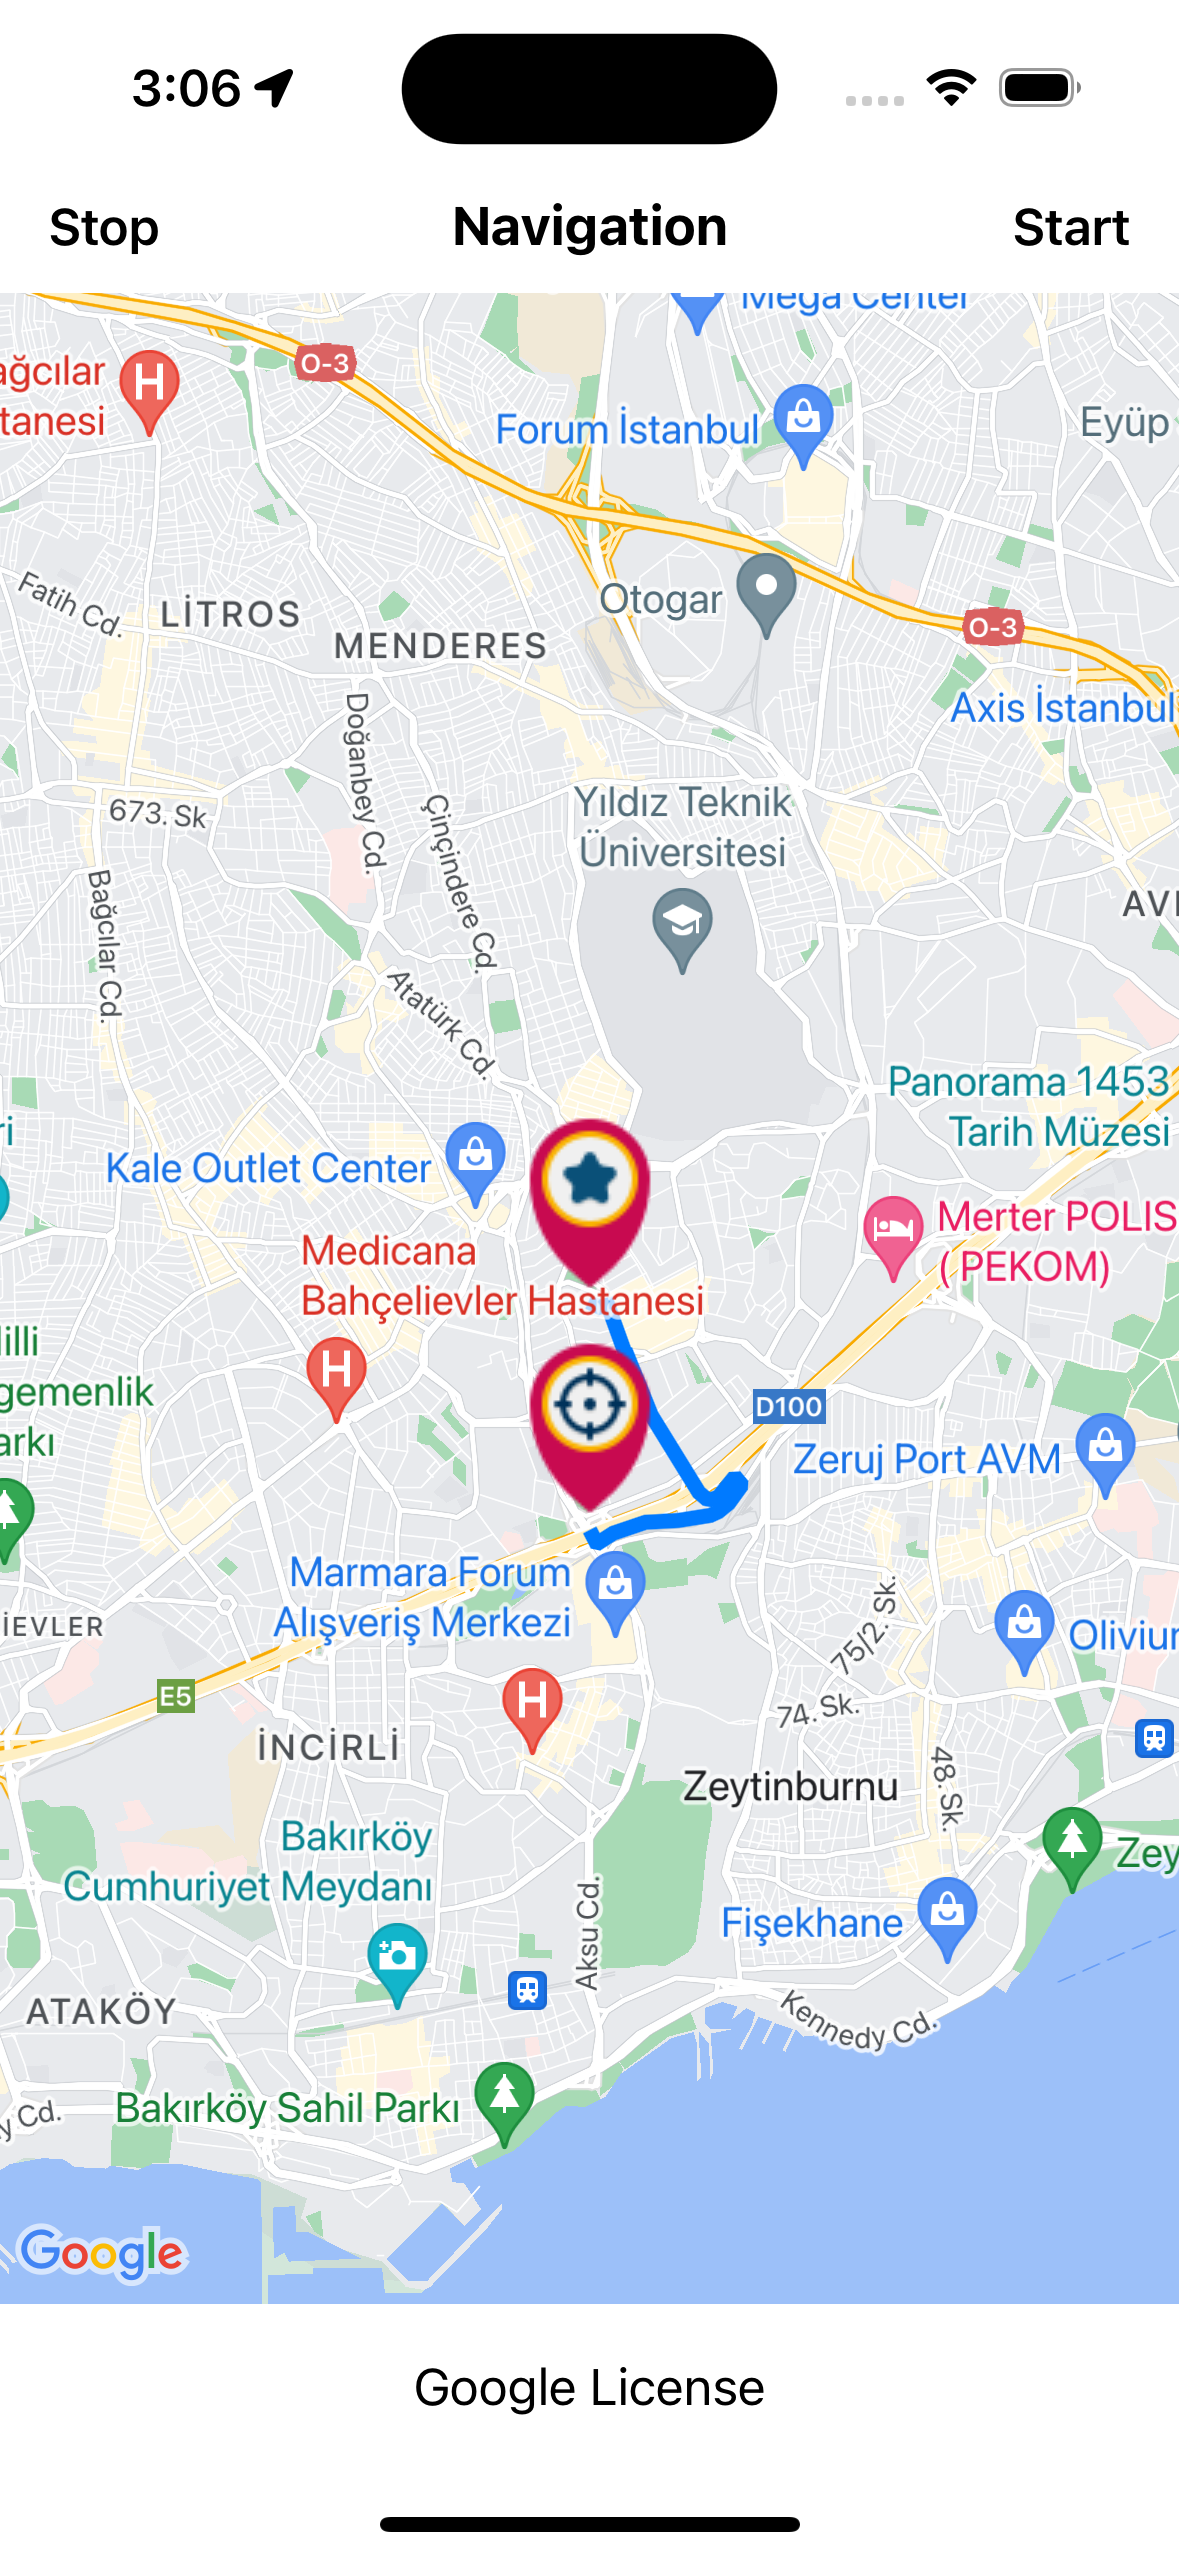 3:06
Stop
Navigation
Start
Mega Center
O-3
ağcılar
tanesi
Forum İstanbul
Eyüp
Fatih Cd.
LİTROS
Otogar
O-3
MENDERES
Axis İstanbul
Doğanbey Cd.
Çinçindere Cd.
673. Sk
Yıldız Teknik
Üniversitesi
Bağcılar Cd.
AVI
Atatürk Cd.
Panorama 1453
Tarih Müzesi
ri
Kale Outlet Center
Merter POLIS
( PEKOM)
Medicana
Bahçelievler Hastanesi
H
illi
gemenlik
arkı
D100
Zeruj Port AVM
Marmara Forum
Alışveriş Merkezi
İEVLER
75/2. Sk.
Oliviur
E5
H
74. Sk.
İNCİRLİ
48. Sk.
Zeytinburnu
Bakırköy
Cumhuriyet Meydanı
Zey
Aksu Cd.
Fişekhane
ATAKÖY
Kennedy Cd.
Bakırköy Sahil Parkı
y Cd.
Google
Google License